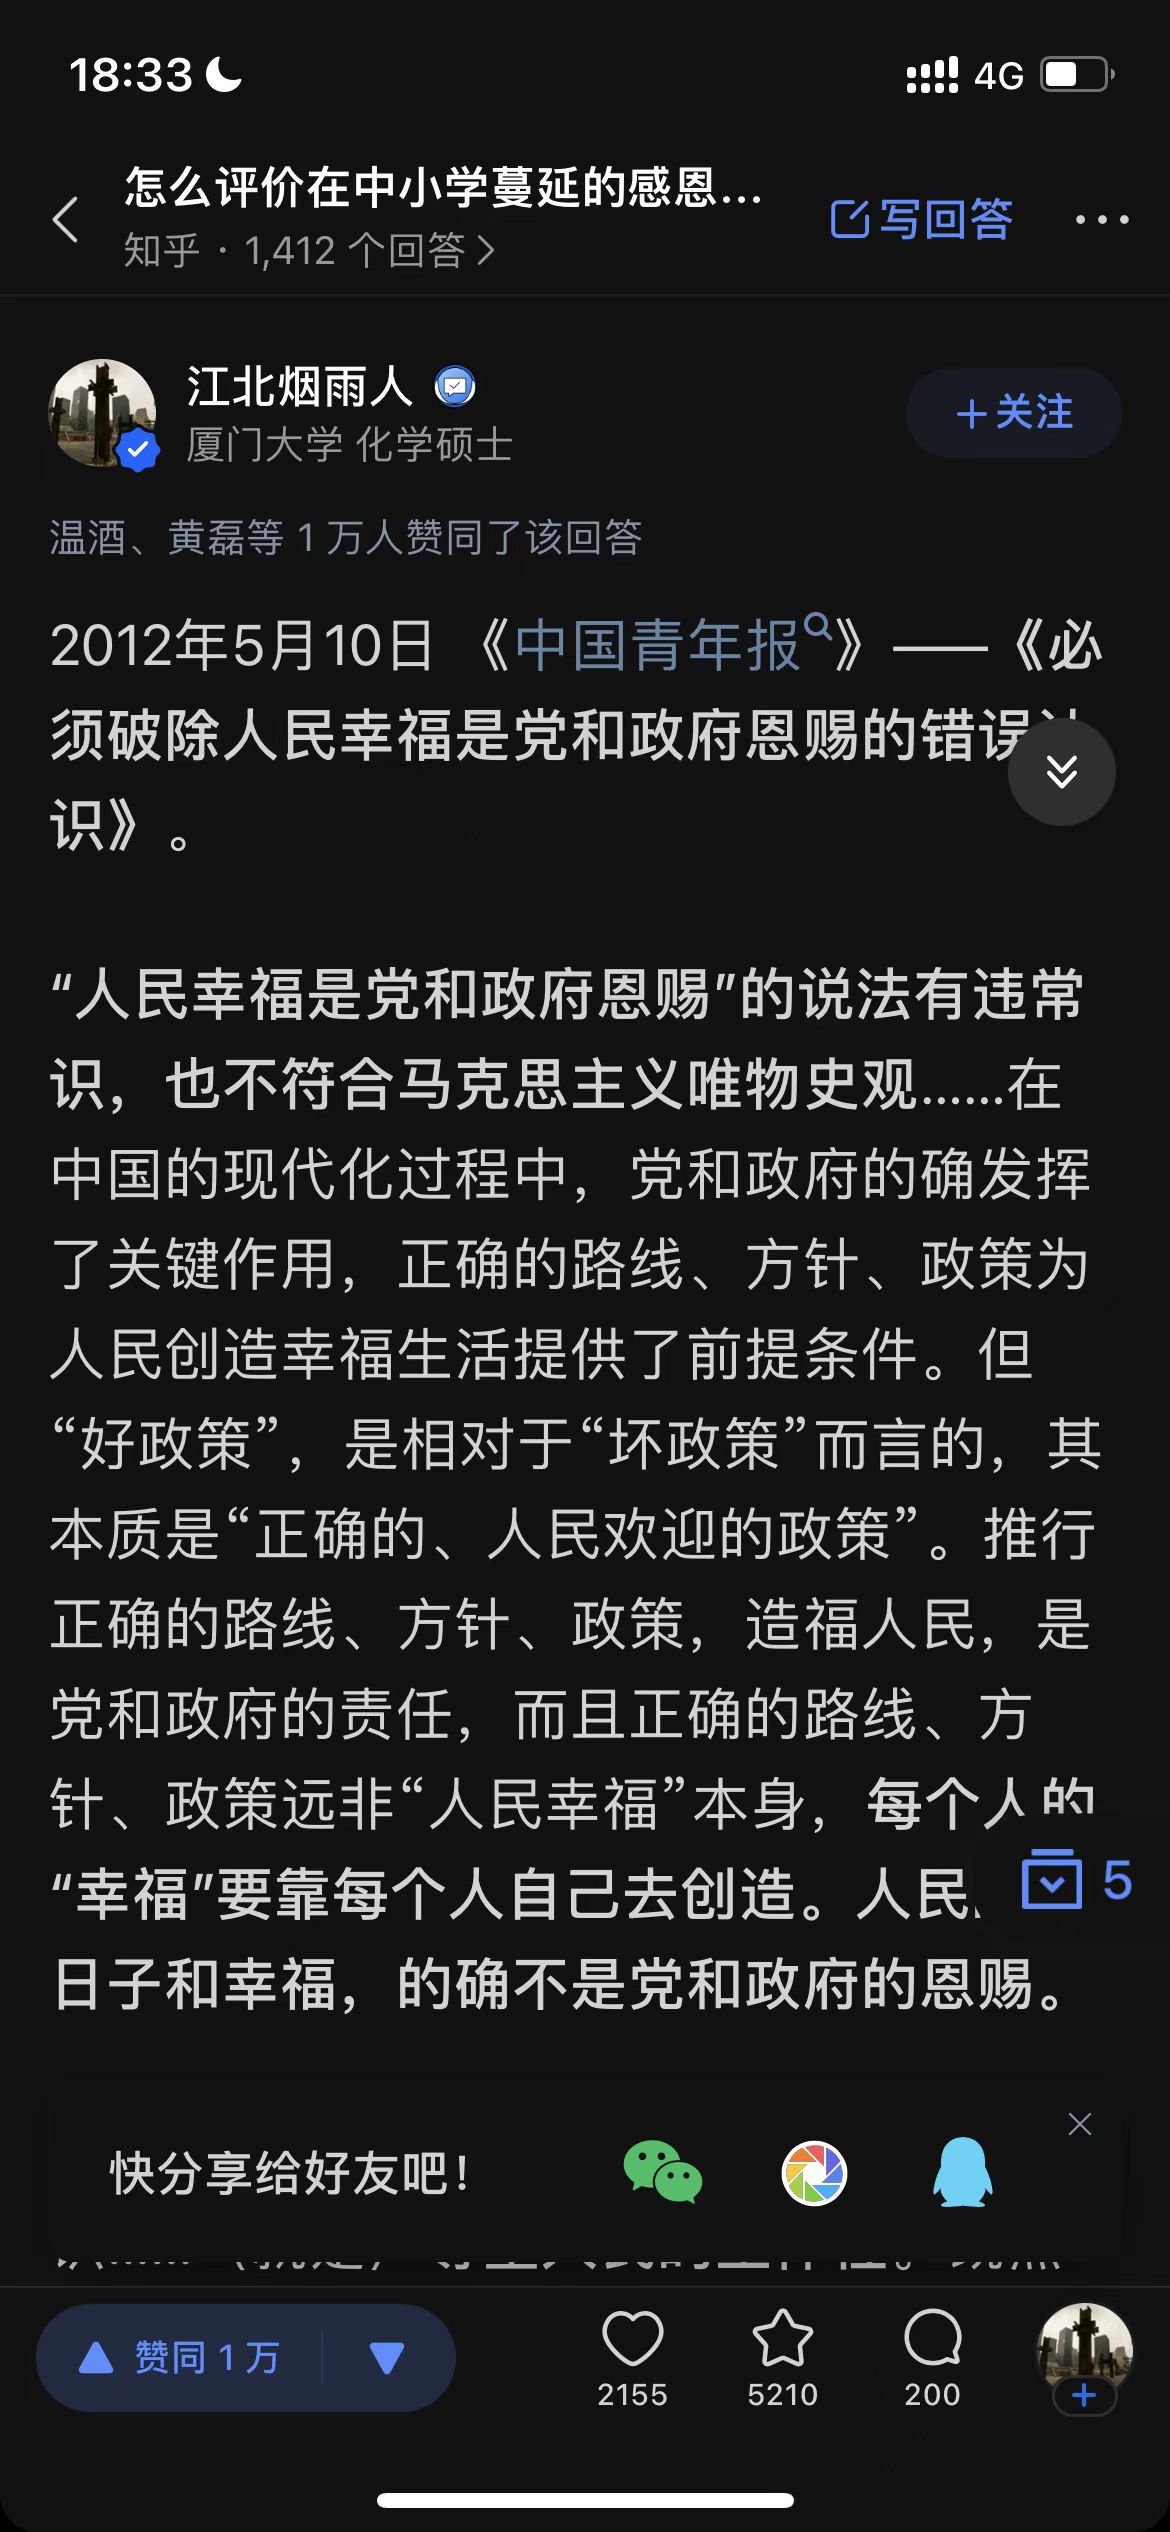 18:33
4G
怎么评价在中小学蔓延的感恩...
知乎 · 1,412 个回答
写回答
江北烟雨人
厦门大学 化学硕士
+关注
温酒、黄磊等 1 万人赞同了该回答
2012年5月10日 《中国青年报》——《必
须破除人民幸福是党和政府恩赐的错误
识》。
“人民幸福是党和政府恩赐”的说法有违常
识，也不符合马克思主义唯物史观……在
中国的现代化过程中，党和政府的确发挥
了关键作用，正确的路线、方针、政策为
人民创造幸福生活提供了前提条件。但
“好政策”，是相对于“坏政策”而言的，其
本质是“正确的、人民欢迎的政策”。推行
正确的路线、方针、政策，造福人民，是
党和政府的责任，而且正确的路线、方
针、政策远非“人民幸福”本身，每个人的
“幸福”要靠每个人自己去创造。人民
5
日子和幸福，的确不是党和政府的恩赐。
快分享给好友吧！
赞同 1 万
2155
5210
200